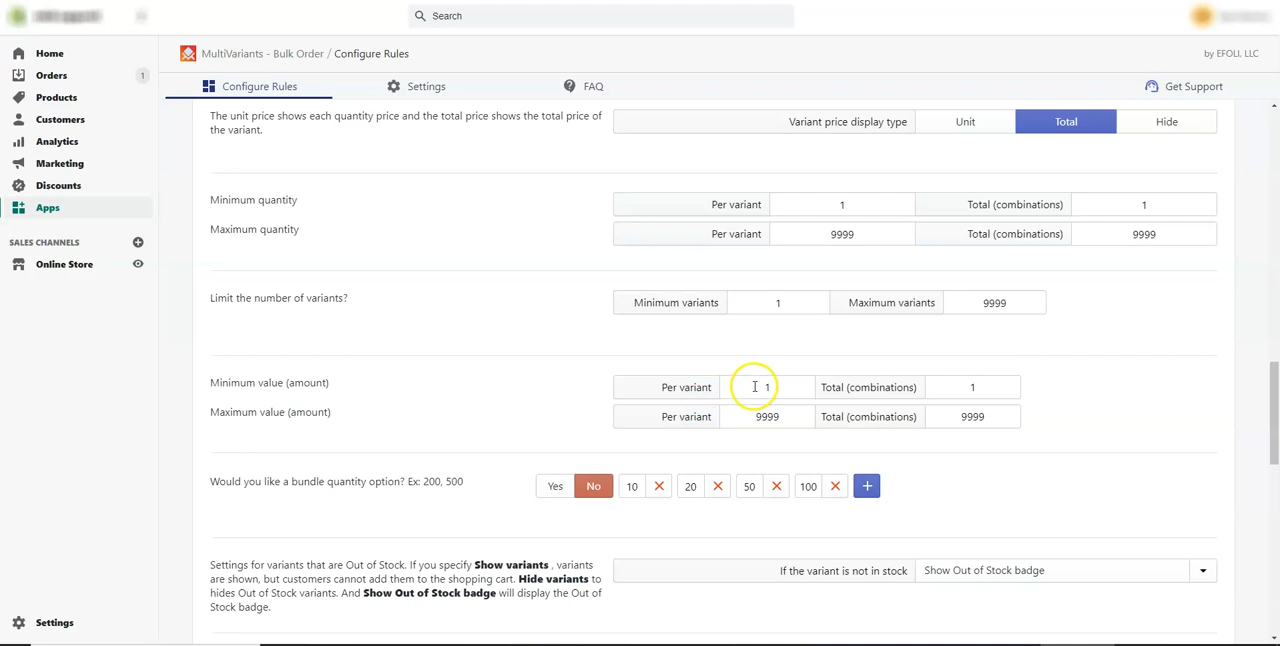 Search
Home
Orders 1
Products
Customers
Analytics
Marketing
Discounts
Apps
SALES CHANNELS
Online Store
Settings
MultiVariants - Bulk Order / Configure Rules
by EFOLI, LLC
Configure Rules Settings FAQ Get Support
The unit price shows each quantity price and the total price shows the total price of
the variant.
Variant price display type Unit Total Hide
Minimum quantity Per variant 1 Total (combinations) 1
Maximum quantity Per variant 9999 Total (combinations) 9999
Limit the number of variants? Minimum variants 1 Maximum variants 9999
Minimum value (amount) Per variant 1 Total (combinations) 1
Maximum value (amount) Per variant 9999 Total (combinations) 9999
Would you like a bundle quantity option? Ex: 200, 500 Yes No 10 20 50 100 +
Settings for variants that are Out of Stock. If you specify Show variants , variants
are shown, but customers cannot add them to the shopping cart. Hide variants to
hides Out of Stock variants. And Show Out of Stock badge will display the Out of
Stock badge.
If the variant is not in stock Show Out of Stock badge